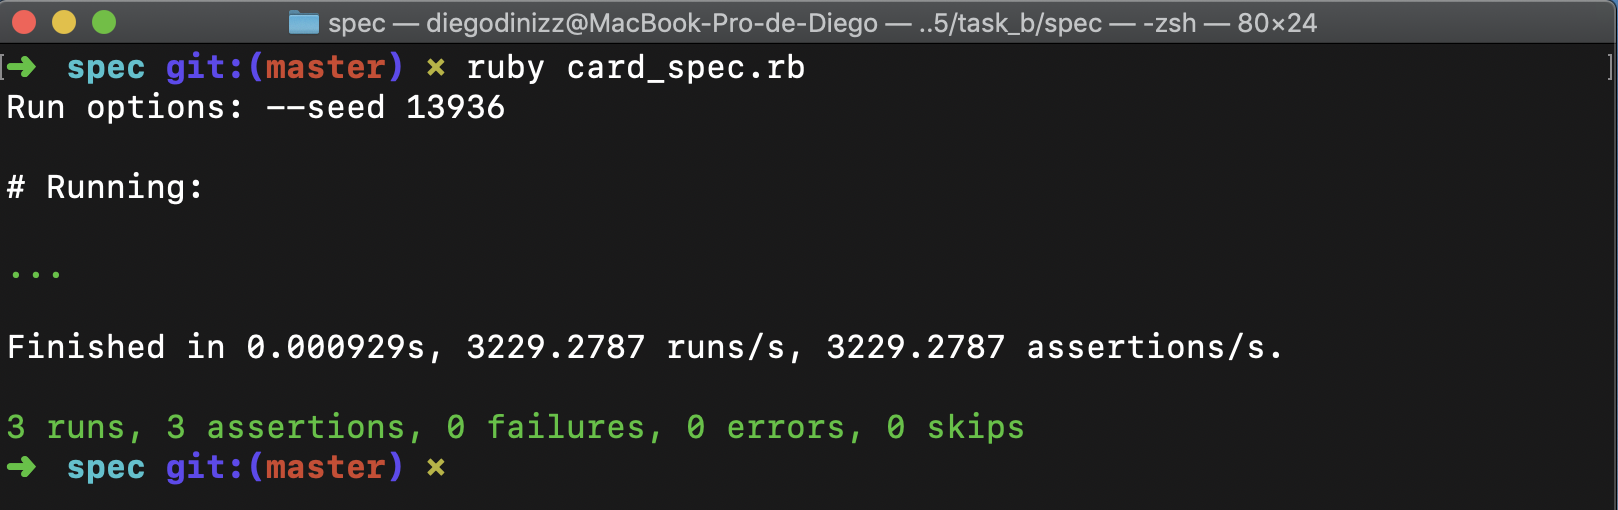 spec — diegodinizz@MacBook-Pro-de-Diego — ..5/task_b/spec — -zsh — 80×24
[➜  spec git:(master) ✗ ruby card_spec.rb ]
Run options: --seed 13936
# Running:
...
Finished in 0.000929s, 3229.2787 runs/s, 3229.2787 assertions/s.
3 runs, 3 assertions, 0 failures, 0 errors, 0 skips
➜  spec git:(master) ✗